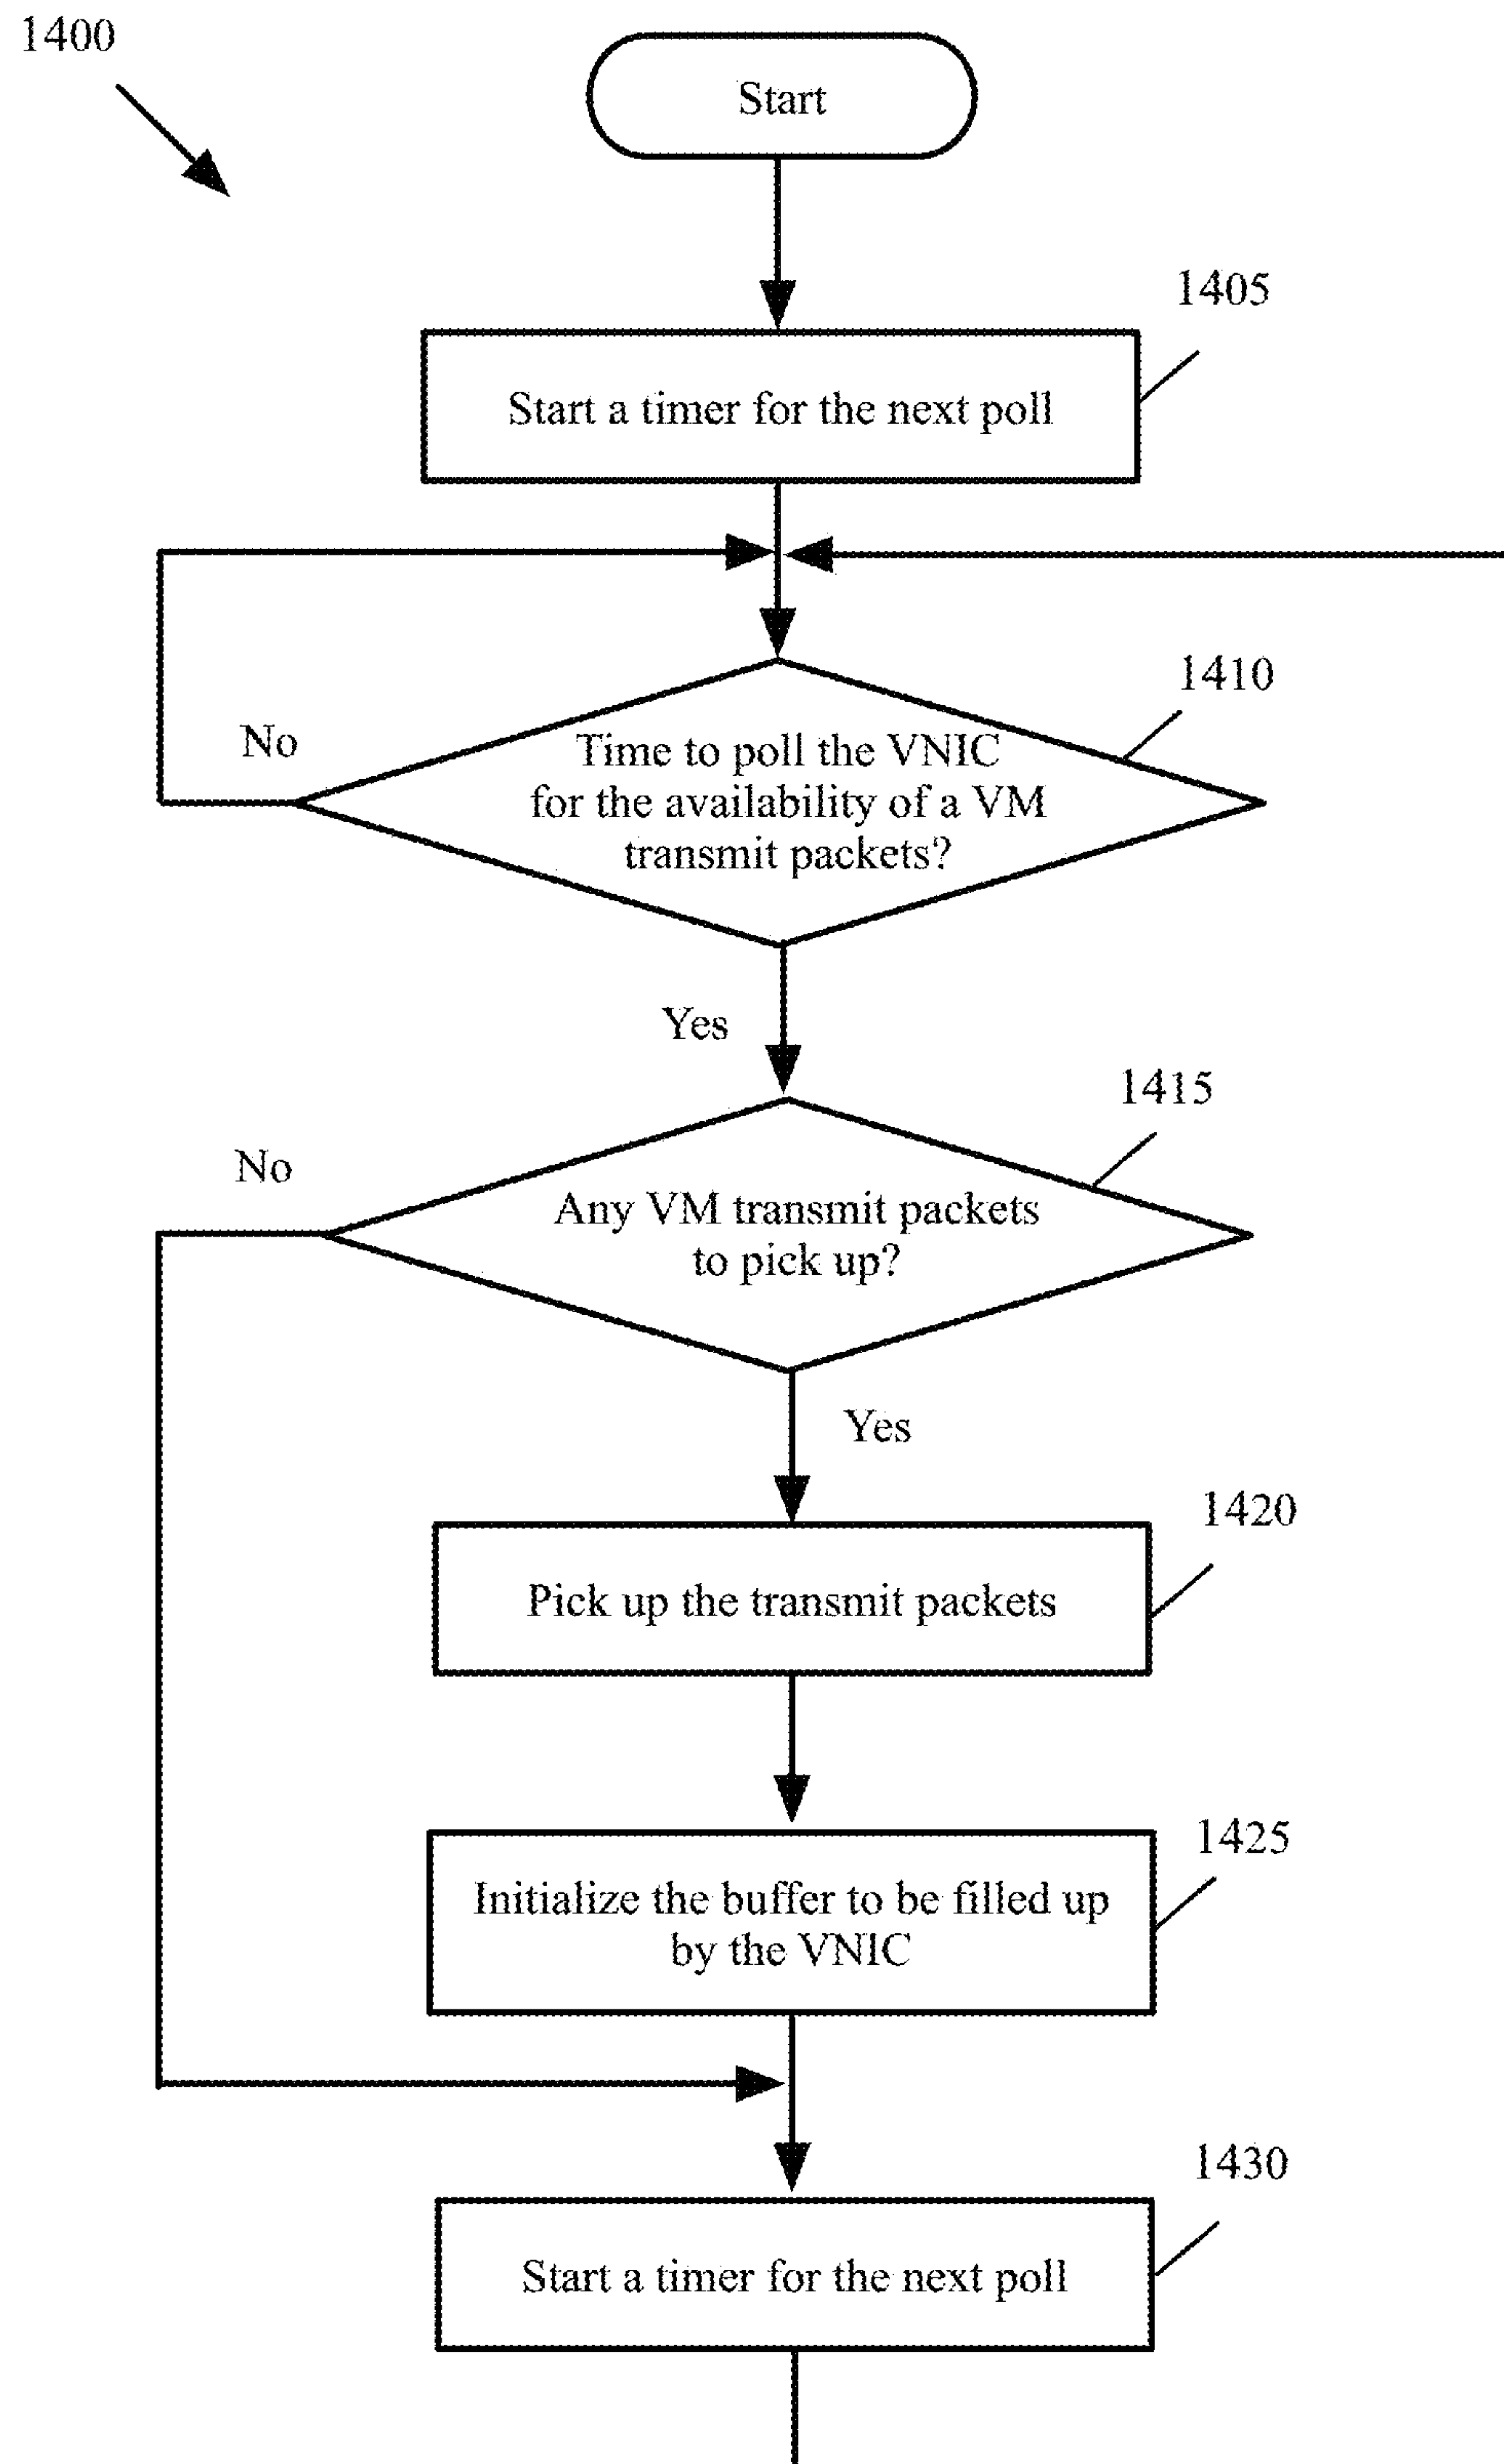 1400
Start
1405
Start a timer for the next poll
1410
No
Time to poll the VNIC
for the availability of a VM
transmit packets?
Yes
1415
No
Any VM transmit packets
to pick up?
Yes
1420
Pick up the transmit packets
1425
Initialize the buffer to be filled up
by the VNIC
1430
Start a timer for the next poll